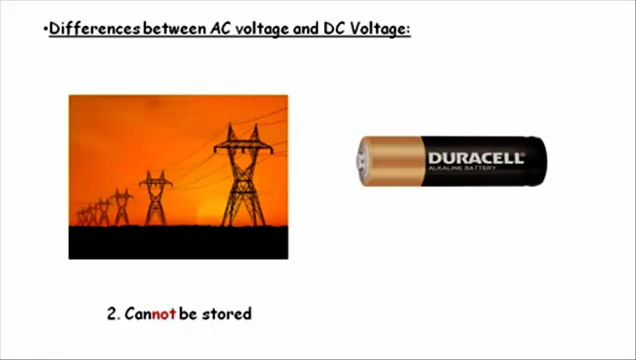 •Differences between AC voltage and DC Voltage:
DURACELL®
ALKALINE BATTERY
2. Cannot be stored